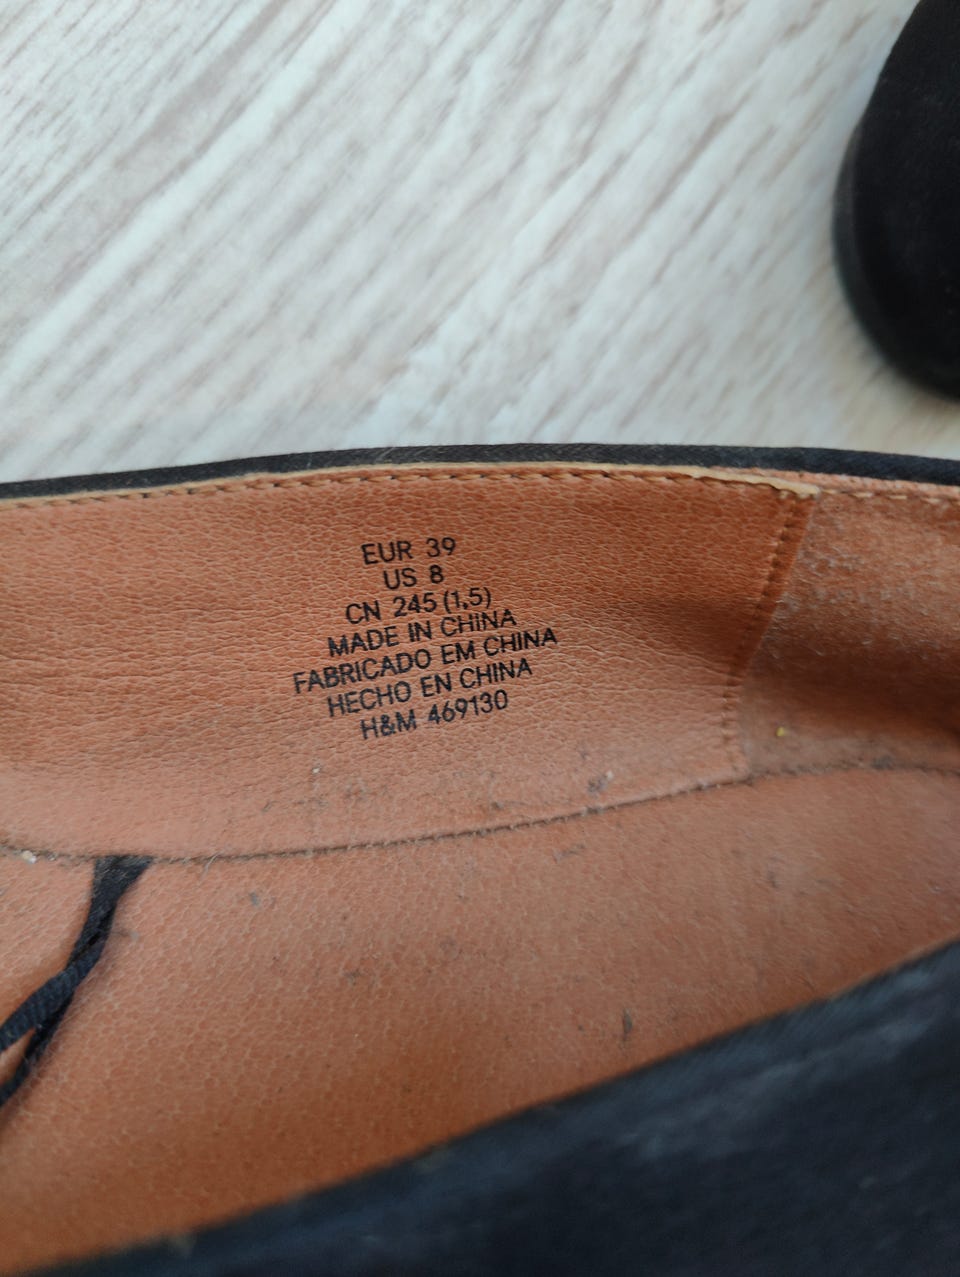 EUR 39
US 8
CN 245 (1,5)
MADE IN CHINA
FABRICADO EM CHINA
HECHO EN CHINA
H&M 469130